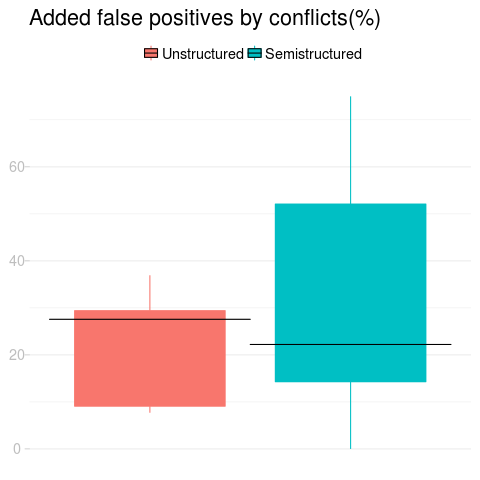 Added false positives by conflicts(%)
Unstructured Semistructured
60
40
20
0